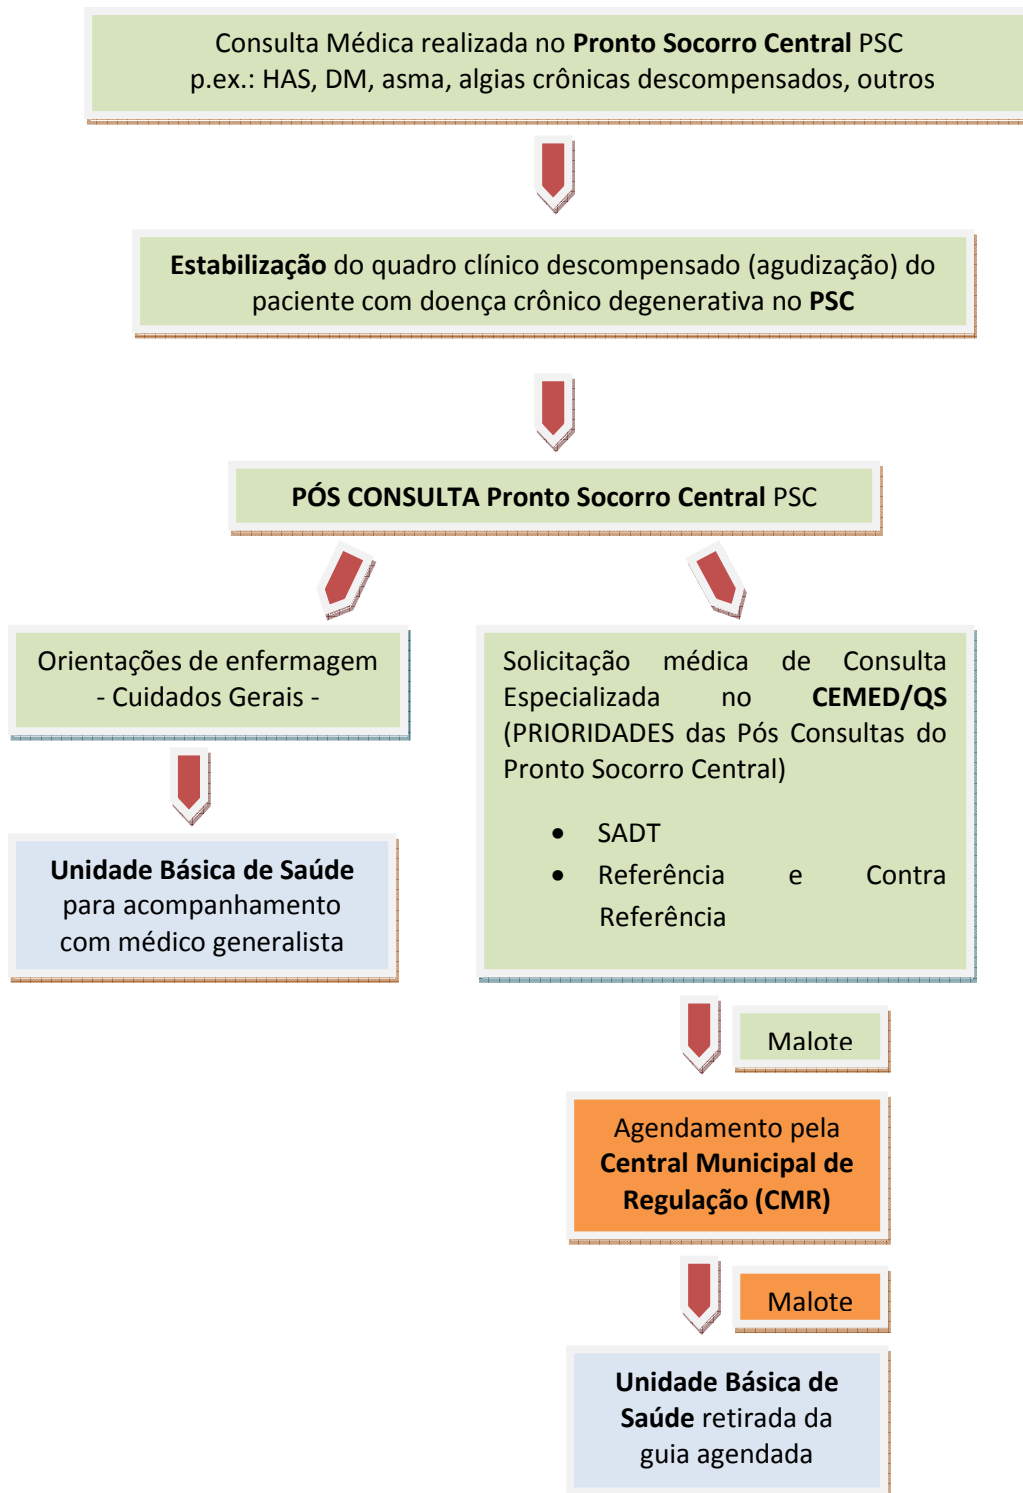 Consulta Médica realizada no Pronto Socorro Central PSC
p.ex.: HAS, DM, asma, algias crônicas descompensados, outros
Estabilização do quadro clínico descompensado (agudização) do
paciente com doença crônico degenerativa no PSC
PÓS CONSULTA Pronto Socorro Central PSC
Orientações de enfermagem
- Cuidados Gerais -
Unidade Básica de Saúde
para acompanhamento
com médico generalista
Solicitação médica de Consulta
Especializada no CEMED/QS
(PRIORIDADES das Pós Consultas do
Pronto Socorro Central)
• SADT
• Referência e Contra
Referência
Malote
Agendamento pela
Central Municipal de
Regulação (CMR)
Malote
Unidade Básica de
Saúde retirada da
guia agendada